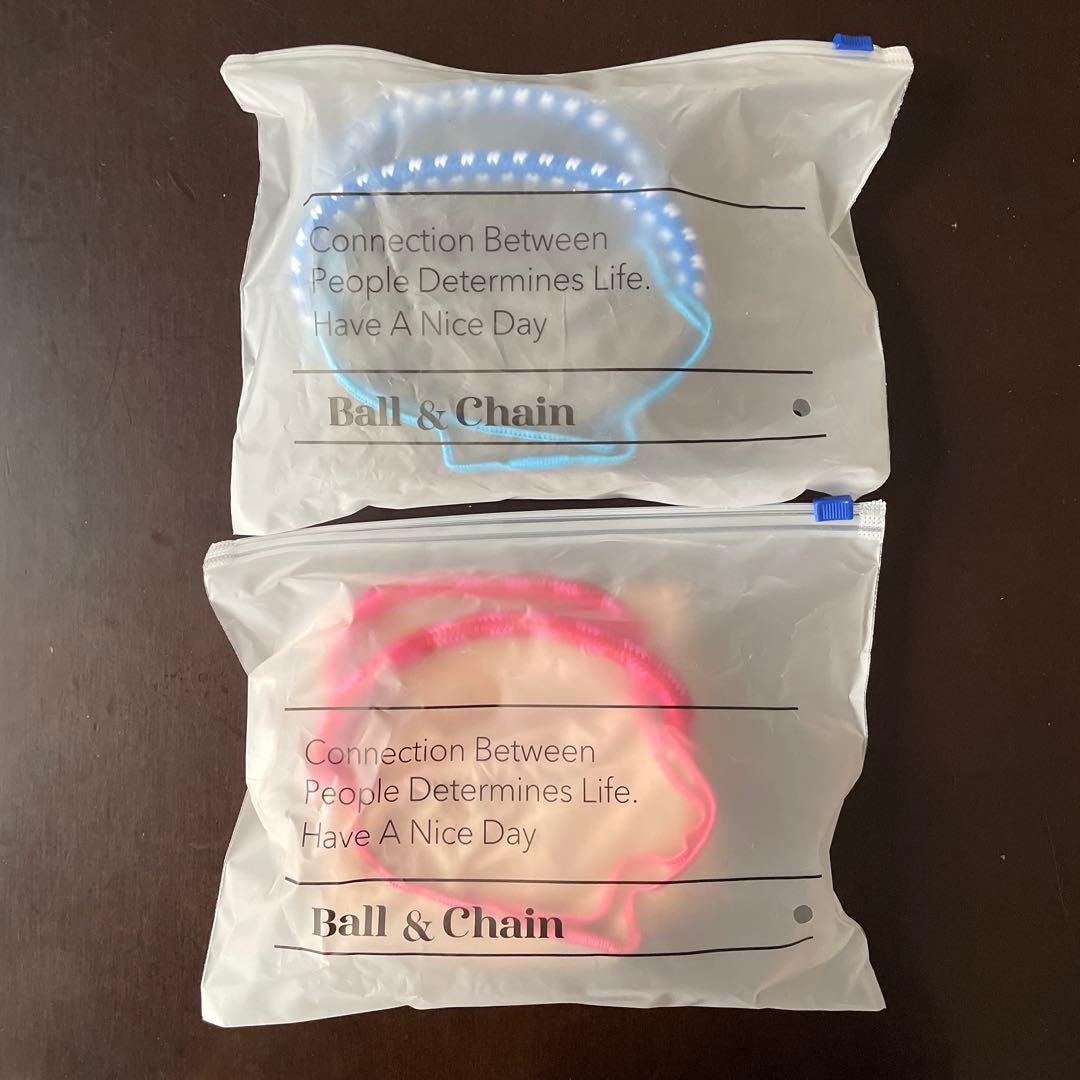 Connection Between
People Determines Life.
Have A Nice Day
Ball & Chain
Connection Between
People Determines Life.
Have A Nice Day
Ball & Chain